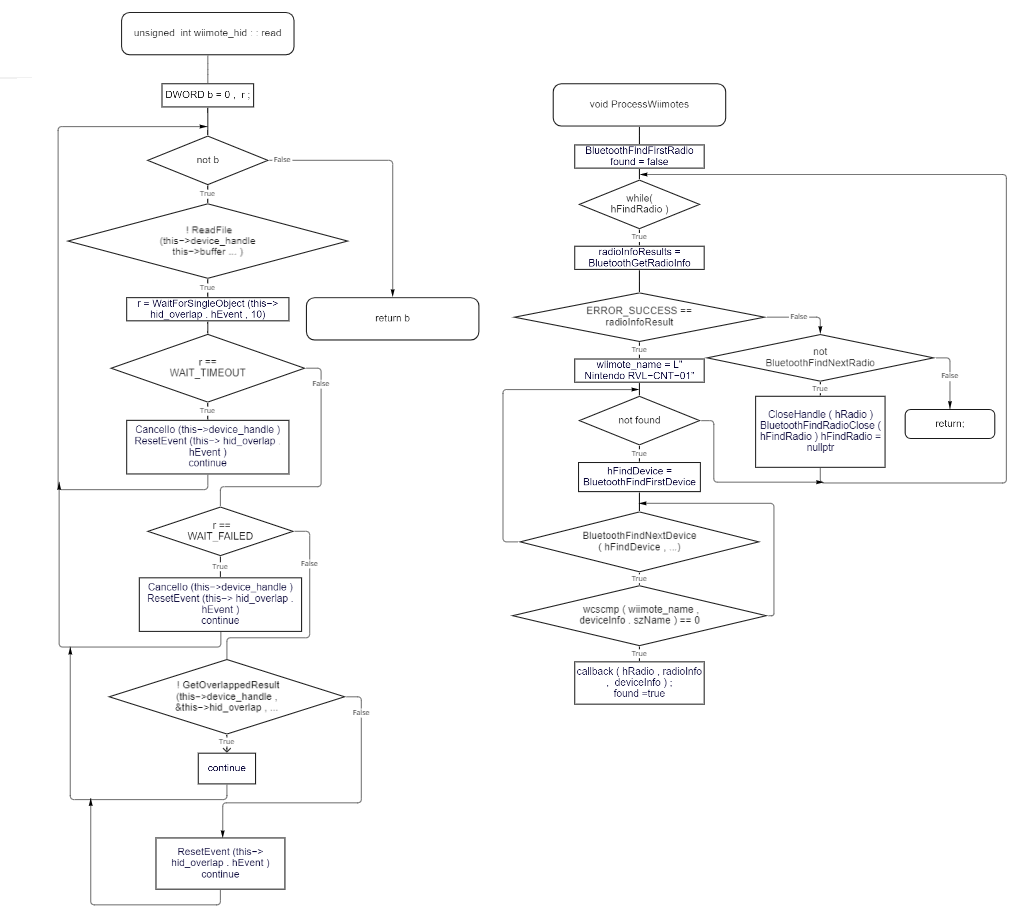 unsigned int wiimote_hid : : read
DWORD b = 0 , r ;
not b
False
True
! ReadFile
(this->device_handle
this->buffer ... )
True
r = WaitForSingleObject (this->
hid_overlap . hEvent , 10)
return b
r ==
WAIT_TIMEOUT
False
True
Cancello (this->device_handle )
ResetEvent (this-> hid_overlap .
hEvent )
continue
r ==
WAIT_FAILED
False
True
Cancello (this->device_handle )
ResetEvent (this-> hid_overlap .
hEvent )
continue
! GetOverlappedResult
(this->device_handle ,
&this->hid_overlap , ...
False
True
continue
ResetEvent (this->
hid_overlap . hEvent )
continue
void ProcessWiimotes
BluetoothFindFirstRadio
found = false
while(
hFindRadio )
True
radioInfoResults =
BluetoothGetRadioInfo
ERROR_SUCCESS ==
radioInfoResult
False
True
wiimote_name = L"
Nintendo RVL-CNT-01"
not
BluetoothFindNextRadio
False
True
CloseHandle ( hRadio )
BluetoothFindRadioClose (
hFindRadio ) hFindRadio =
nullptr
return;
not found
True
hFindDevice =
BluetoothFindFirstDevice
BluetoothFindNextDevice
( hFindDevice , ...)
True
wcscmp ( wiimote_name ,
deviceInfo . szName ) == 0
True
callback ( hRadio , radioInfo
, deviceInfo ) ;
found =true